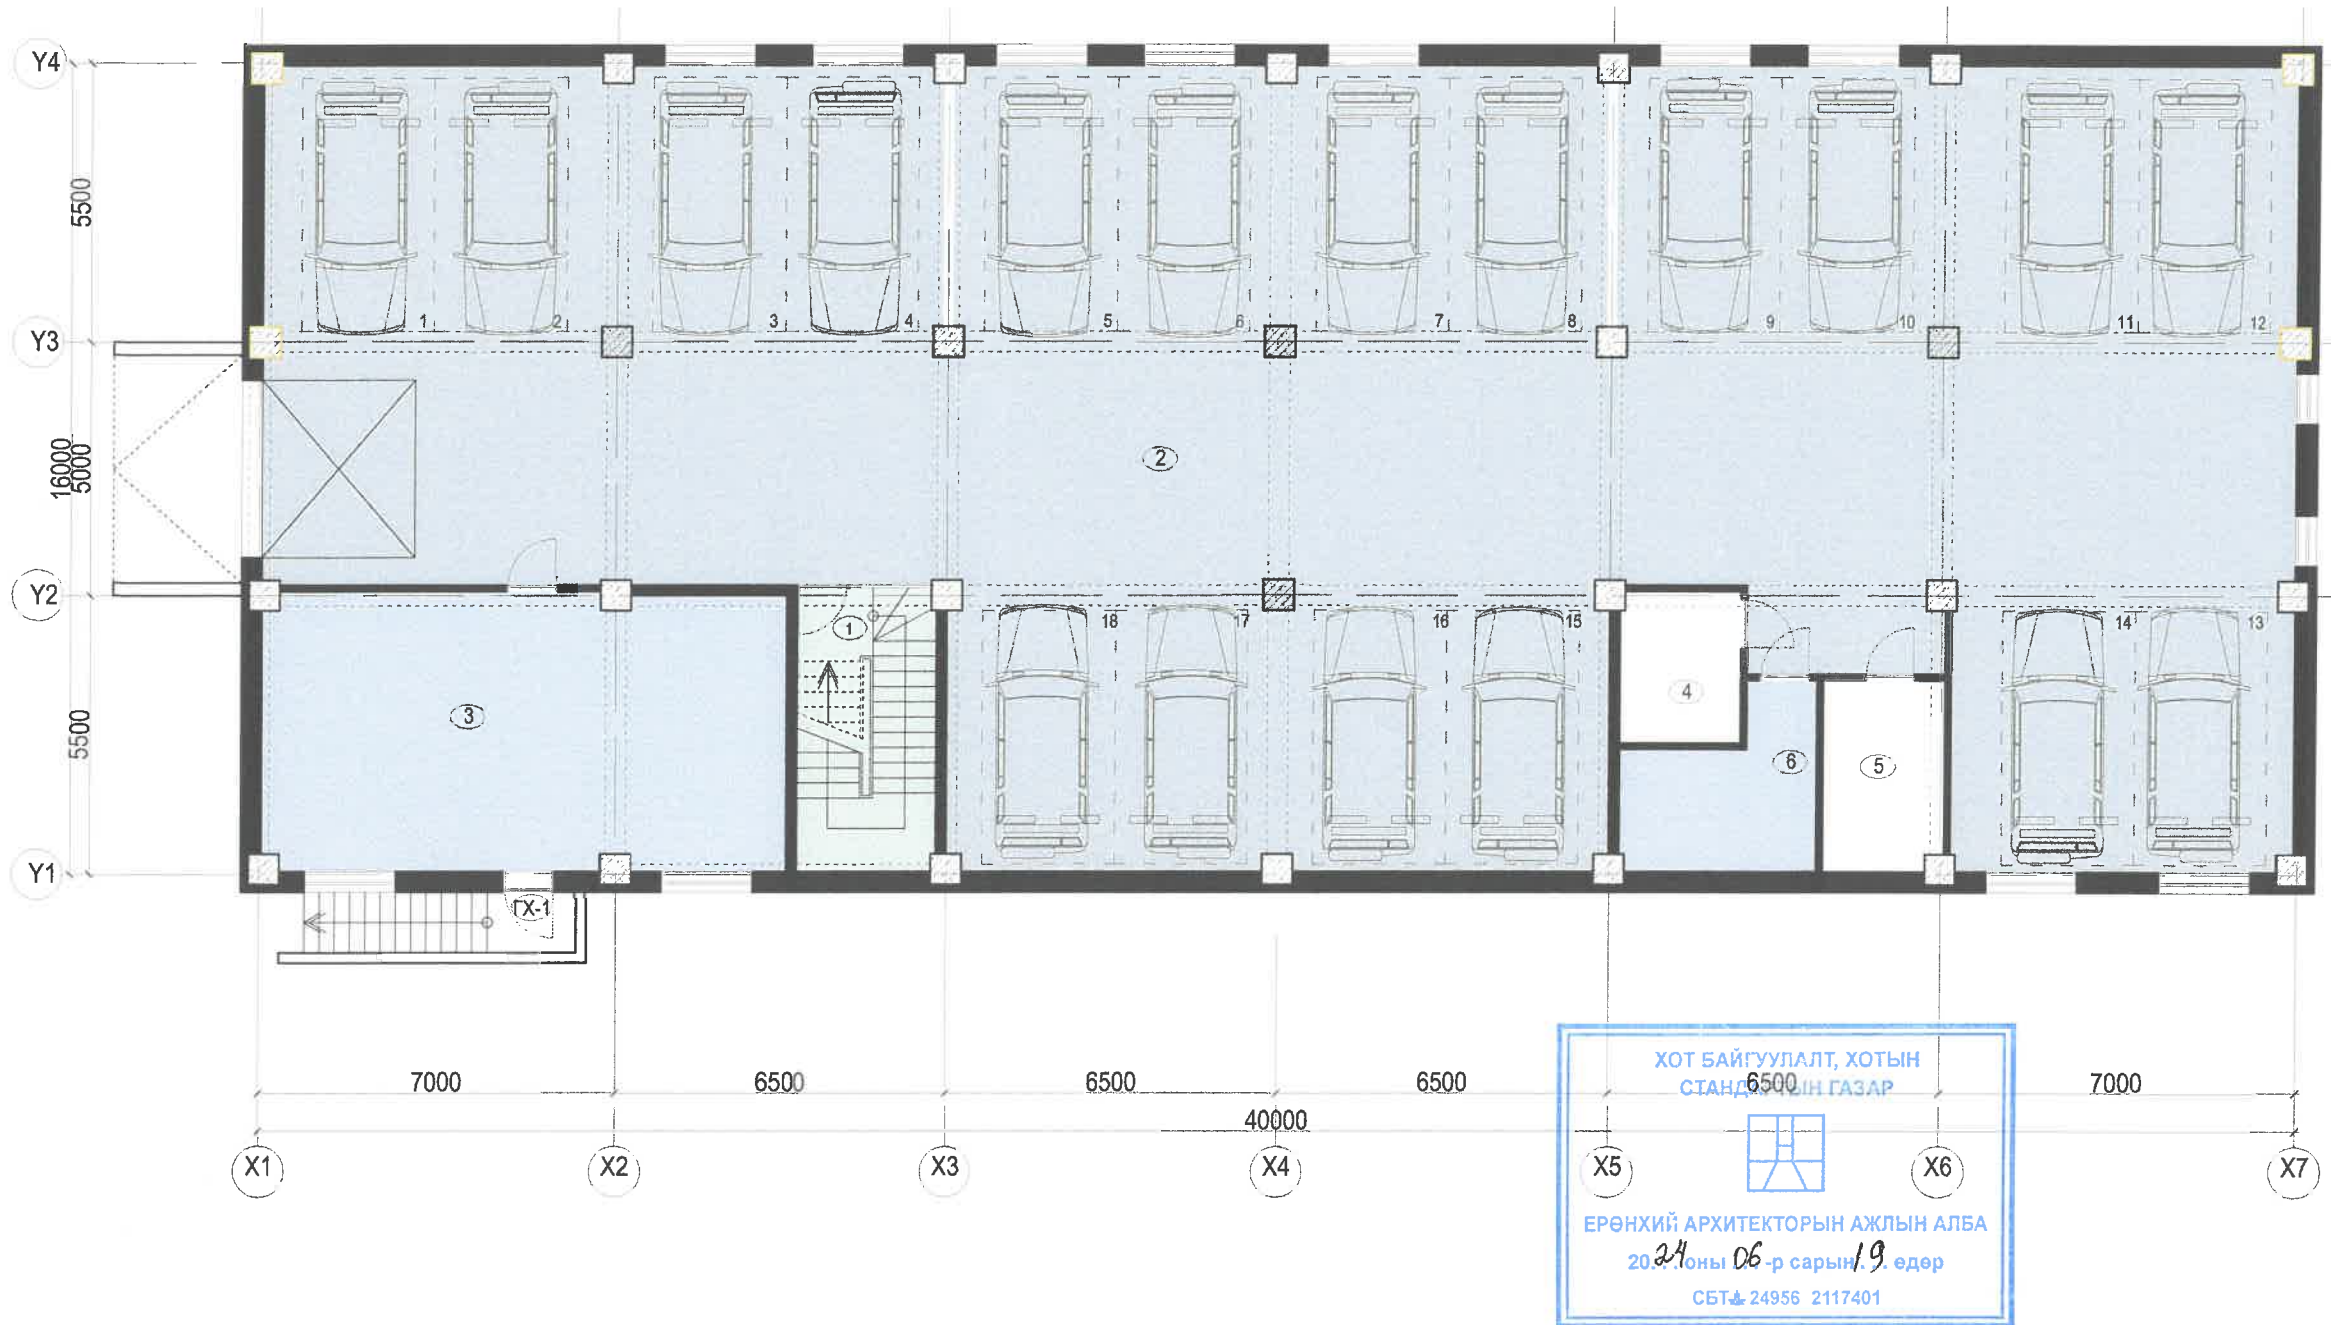 Y4
1 2 3 4 5 6 7 8 9 10 11 12
5500
Y3
16000
5000
2
Y2
1
18 17 16 15
14 13
4
3
5500
6
5
Y1
ГХ-1
7000 6500 6500 6500 6500 7000
40000
X1 X2 X3 X4 X5 X6 X7
ХОТ БАЙГУУЛАЛТ, ХОТЫН
СТАНДАРТЫН ГАЗАР
ЕРӨНХИЙ АРХИТЕКТОРЫН АЖЛЫН АЛБА
2024 оны 06-р сарын 19 өдөр
СБТ 24956 2117401